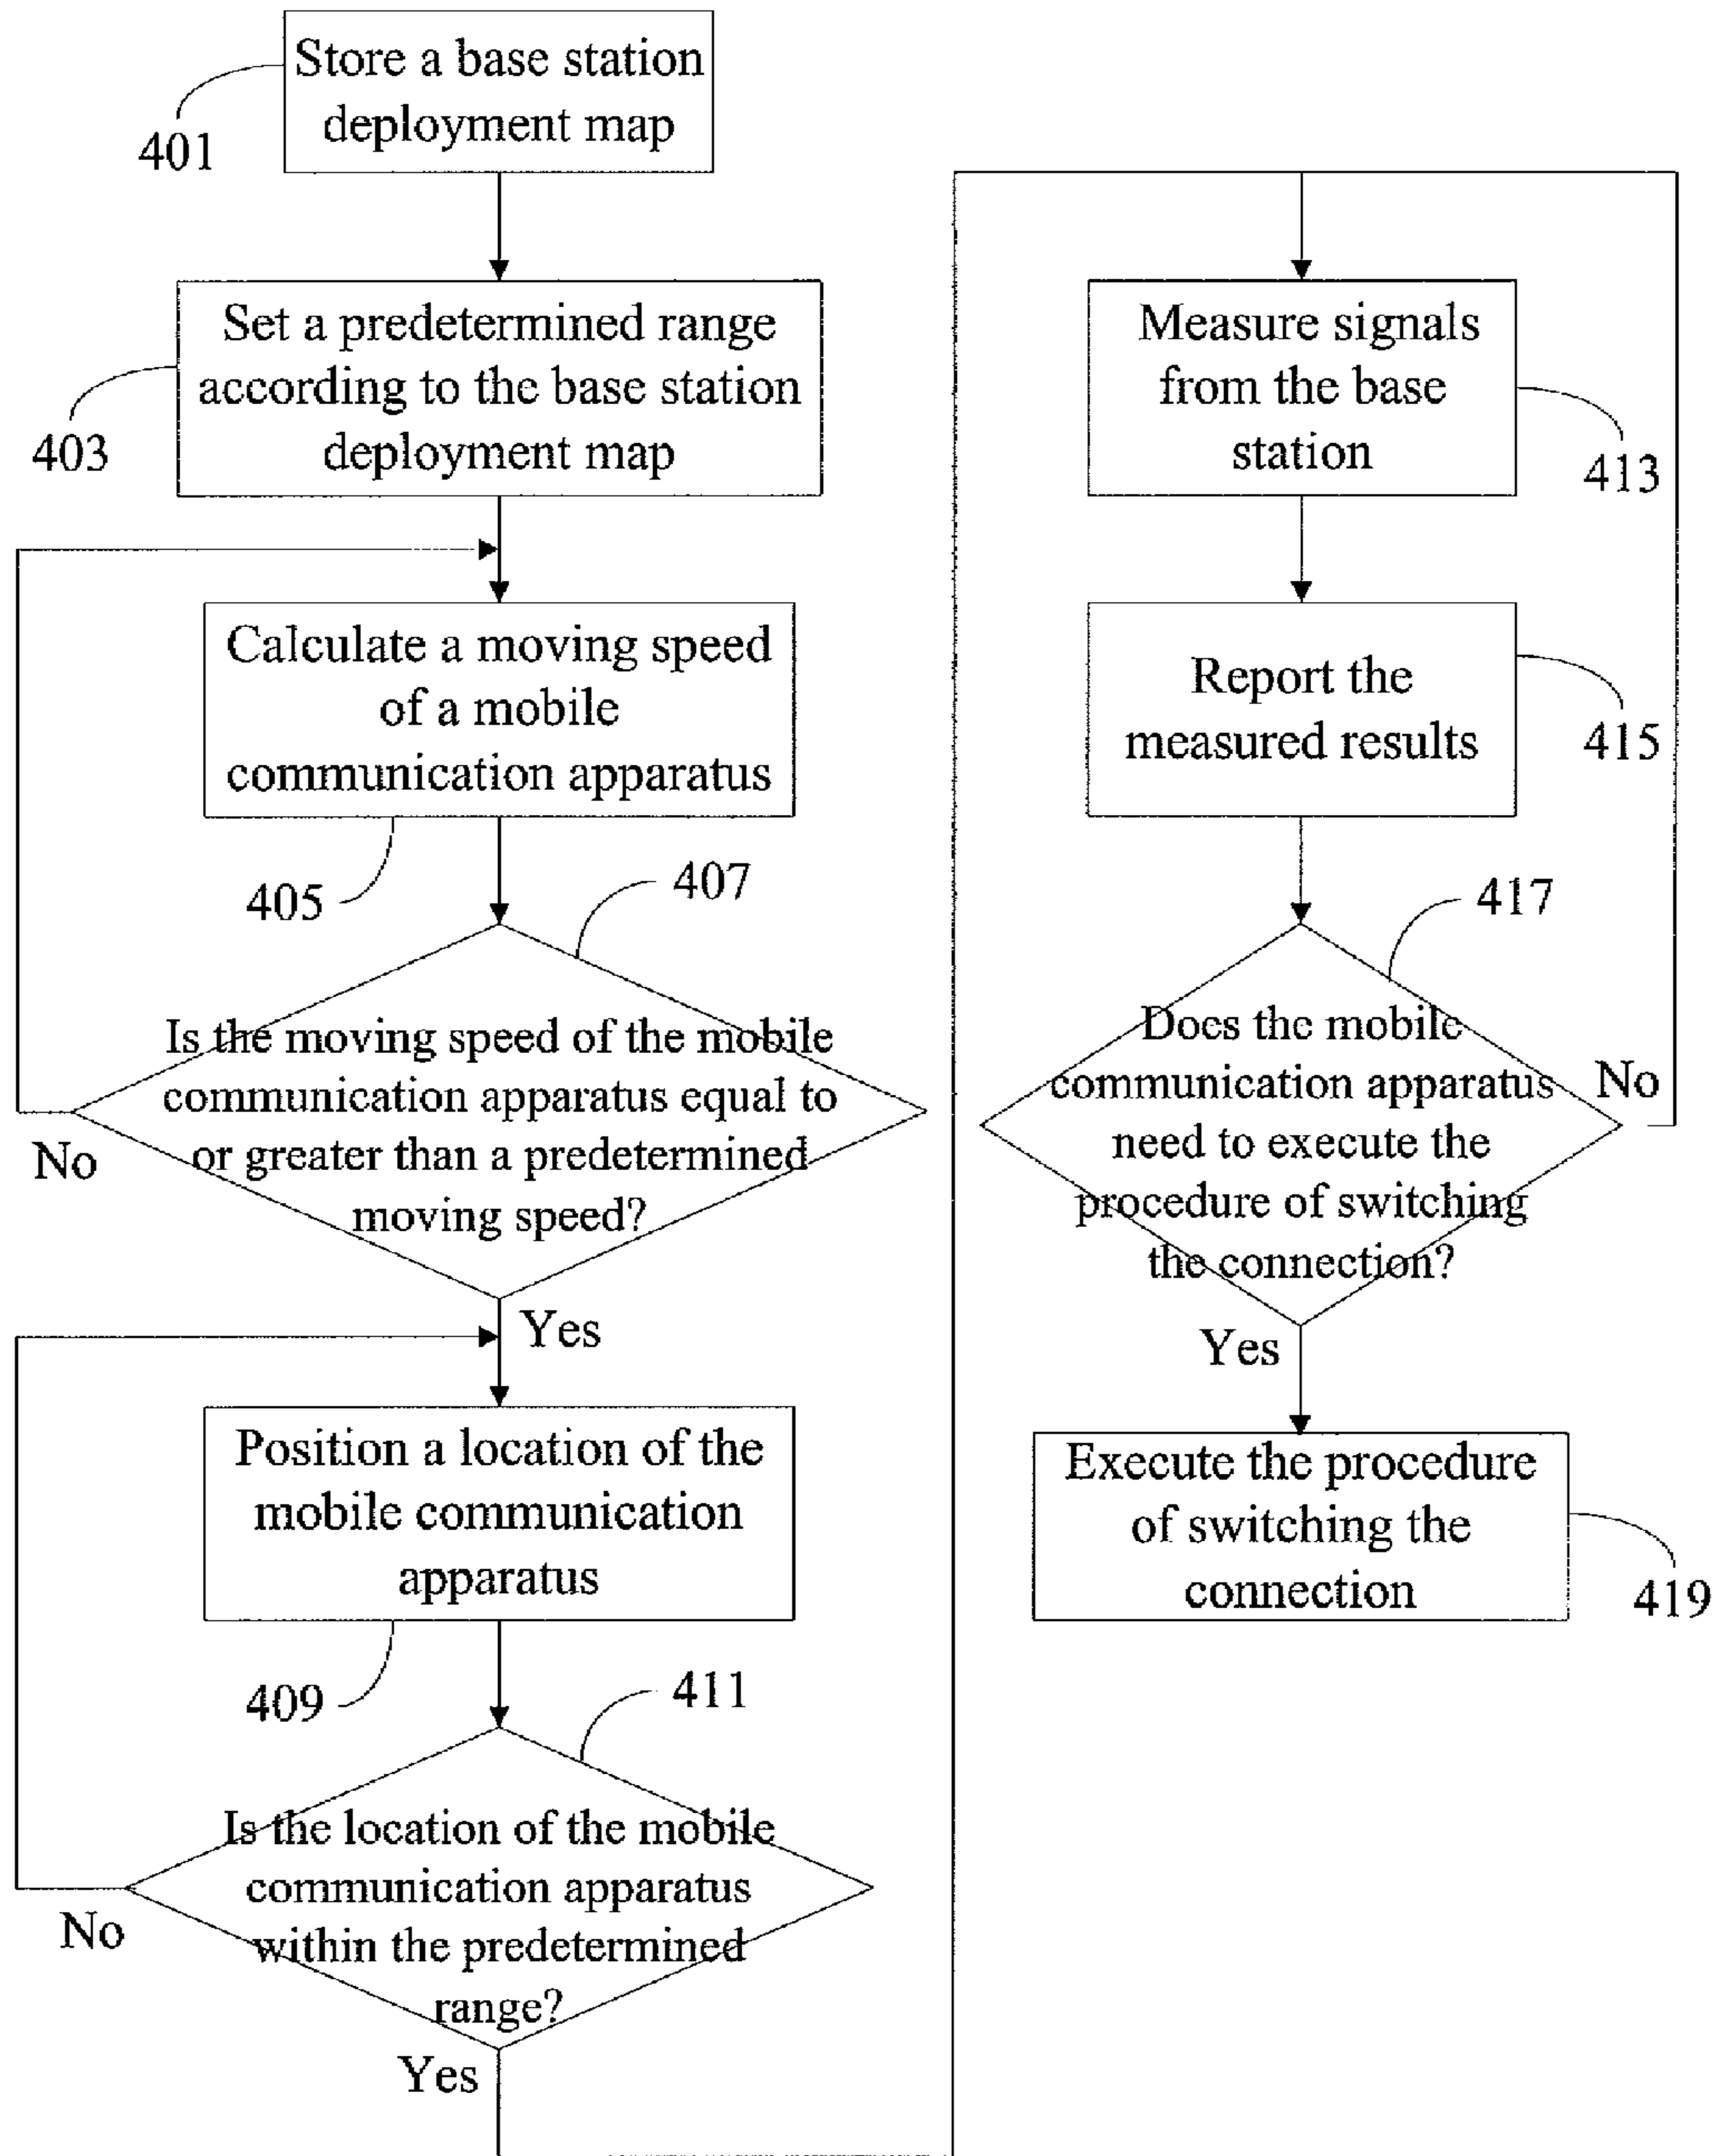 Store a base station
deployment map
401
Set a predetermined range
according to the base station
deployment map
403
Calculate a moving speed
of a mobile
communication apparatus
405
407
Is the moving speed of the mobile
communication apparatus equal to
or greater than a predetermined
moving speed?
No
Yes
Position a location of the
mobile communication
apparatus
409
411
Is the location of the mobile
communication apparatus
within the predetermined
range?
No
Yes
Measure signals
from the base
station
413
Report the
measured results
415
417
Does the mobile
communication apparatus
need to execute the
procedure of switching
the connection?
No
Yes
Execute the procedure
of switching the
connection
419